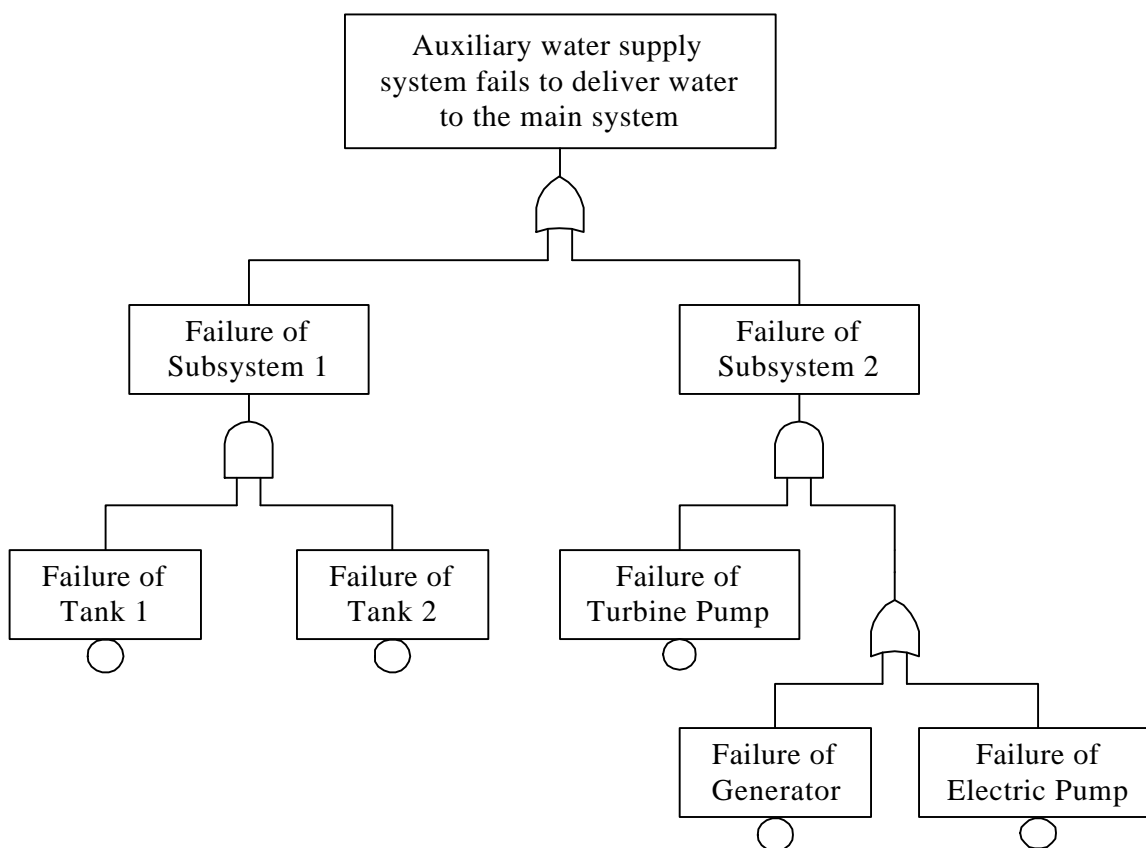 Auxiliary water supply
system fails to deliver water
to the main system
Failure of
Subsystem 1
Failure of
Subsystem 2
Failure of
Tank 1
Failure of
Tank 2
Failure of
Turbine Pump
Failure of
Generator
Failure of
Electric Pump